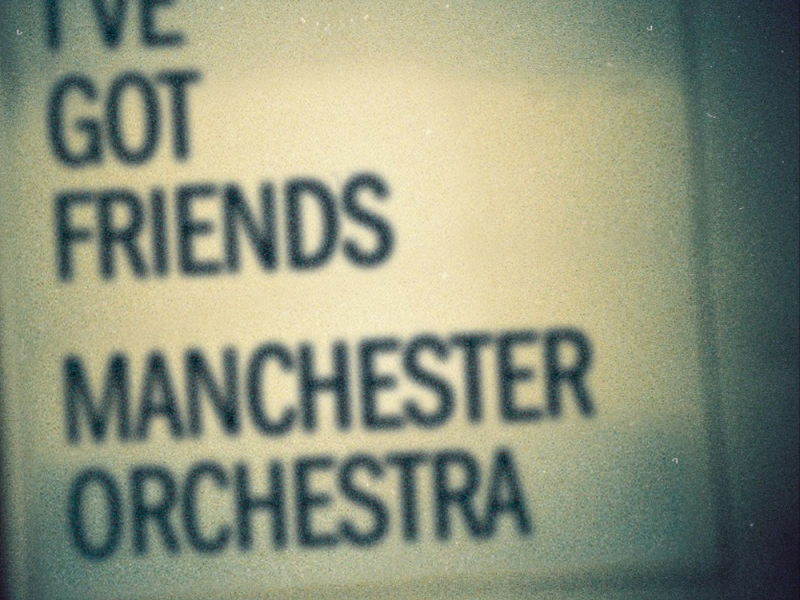 I'VE
GOT
FRIENDS
MANCHESTER
ORCHESTRA